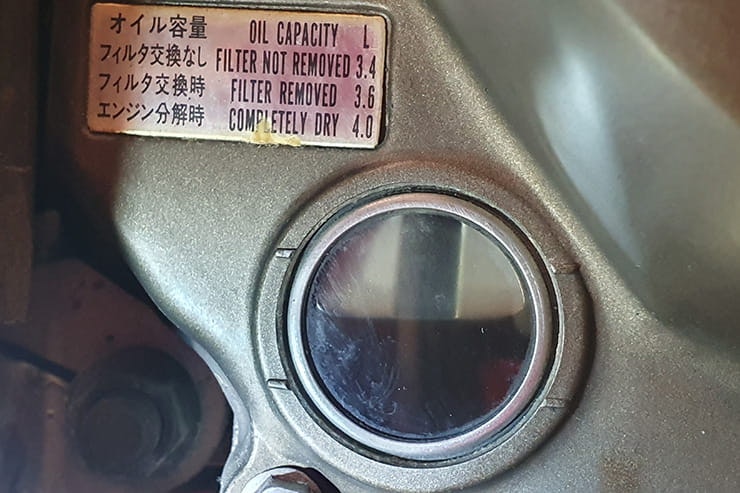 オイル容量 OIL CAPACITY L
フィルタ交換なし FILTER NOT REMOVED 3.4
フィルタ交換時 FILTER REMOVED 3.6
エンジン分解時 COMPLETELY DRY 4.0